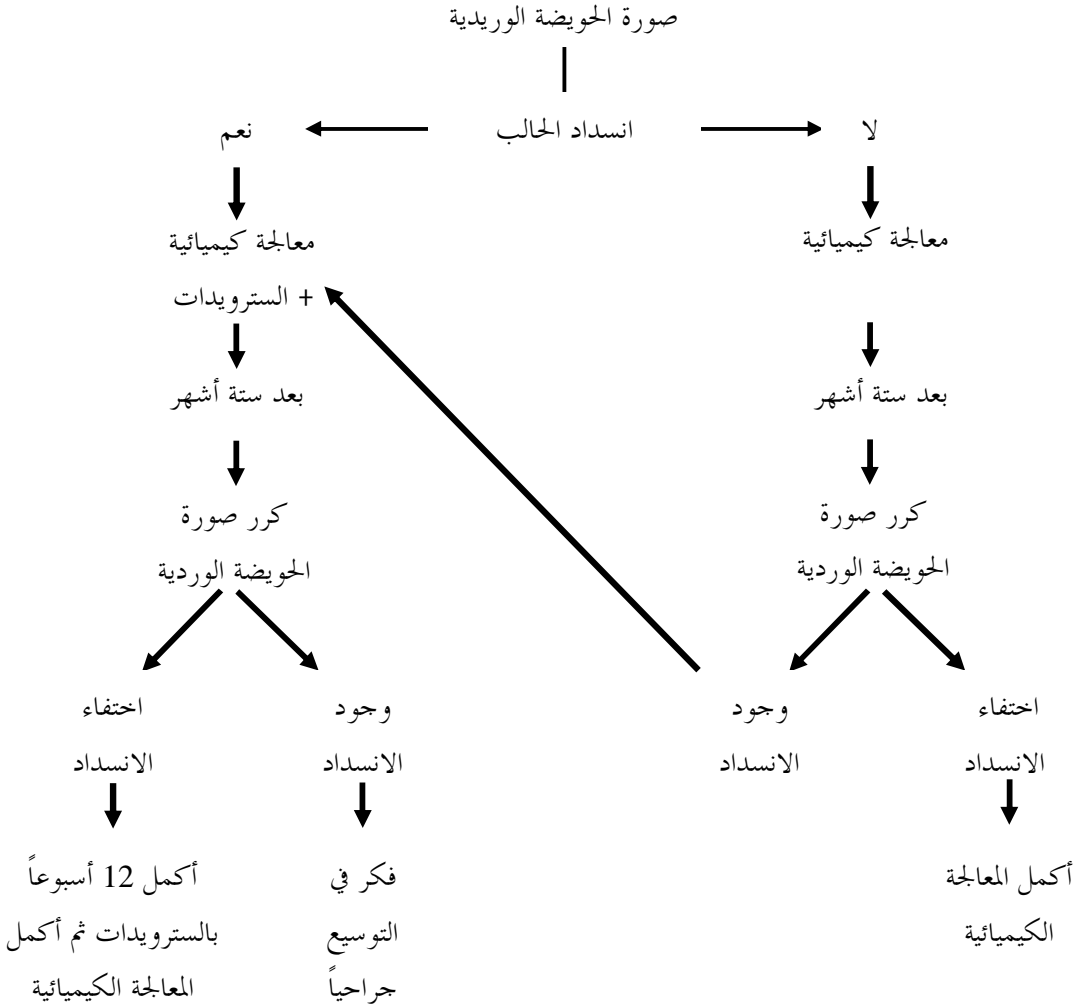 صورة الحويضة الوريدية
لا
انسداد الحالب
نعم
معالجة كيميائية
معالجة كيميائية
+ السترويدات
بعد ستة أشهر
بعد ستة أشهر
كرر صورة
الحويضة الوردية
كرر صورة
الحويضة الوردية
اختفاء
الانسداد
وجود
الانسداد
وجود
الانسداد
اختفاء
الانسداد
أكمل المعالجة
الكيميائية
فكر في
التوسيع
جراحياً
أكمل 12 أسبوعاً
بالسترويدات ثم أكمل
المعالجة الكيميائية